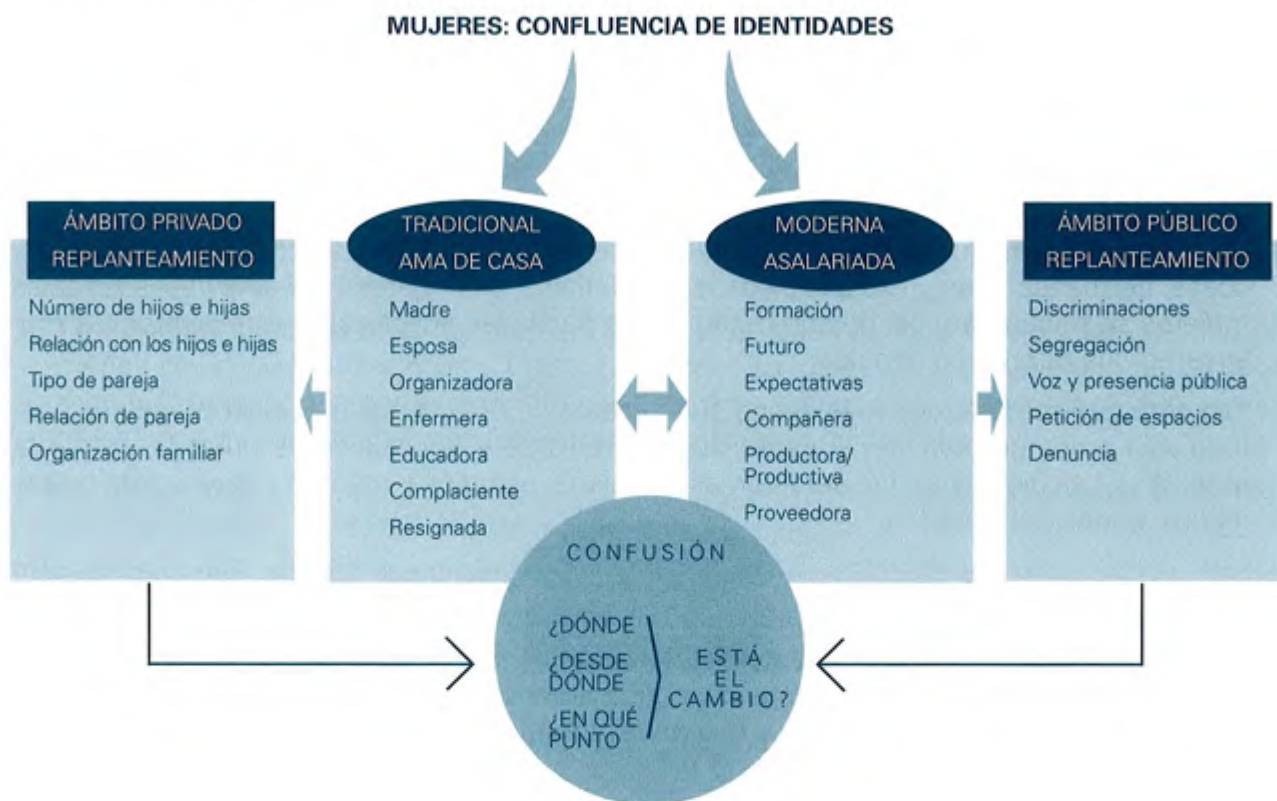 MUJERES: CONFLUENCIA DE IDENTIDADES
ÁMBITO PRIVADO
REPLANTEAMIENTO
Número de hijos e hijas
Relación con los hijos e hijas
Tipo de pareja
Relación de pareja
Organización familiar
TRADICIONAL
AMA DE CASA
Madre
Esposa
Organizadora
Enfermera
Educadora
Complaciente
Resignada
MODERNA
ASALARIADA
Formación
Futuro
Expectativas
Compañera
Productora/
Productiva
Proveedora
ÁMBITO PÚBLICO
REPLANTEAMIENTO
Discriminaciones
Segregación
Voz y presencia pública
Petición de espacios
Denuncia
CONFUSIÓN
¿DÓNDE
¿DESDE
DÓNDE
¿EN QUÉ
PUNTO
ESTÁ
EL
CAMBIO?